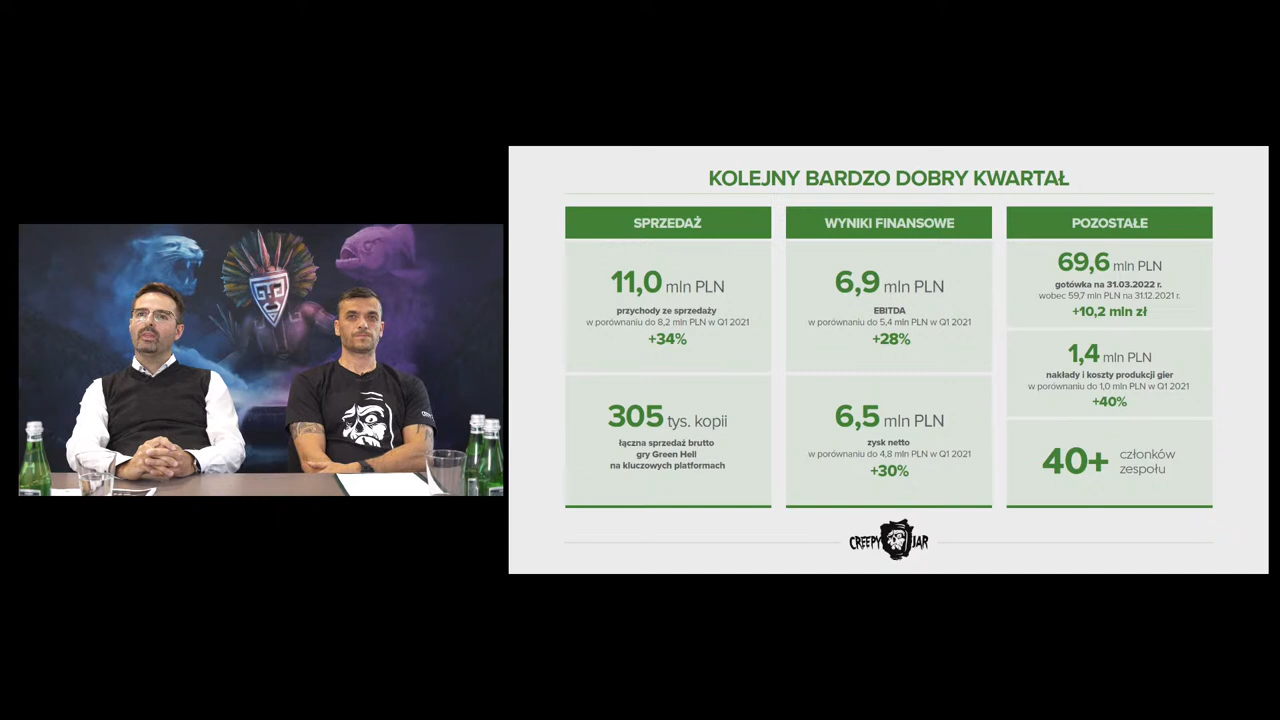 KOLEJNY BARDZO DOBRY KWARTAŁ
SPRZEDAŻ
11,0 mln PLN
przychody ze sprzedaży
w porównaniu do 8,2 mln PLN w Q1 2021
+34%
305 tys. kopii
łączna sprzedaż brutto
gry Green Hell
na kluczowych platformach
WYNIKI FINANSOWE
6,9 mln PLN
EBITDA
w porównaniu do 5,4 mln PLN w Q1 2021
+28%
6,5 mln PLN
zysk netto
w porównaniu do 4,8 mln PLN w Q1 2021
+30%
POZOSTAŁE
69,6 mln PLN
gotówka na 31.03.2022 r.
wobec 59,7 mln PLN na 31.12.2021 r.
+10,2 mln zł
1,4 mln PLN
nakłady i koszty produkcji gier
w porównaniu do 1,0 mln PLN w Q1 2021
+40%
40+ członków
zespołu
CREEPY JAR